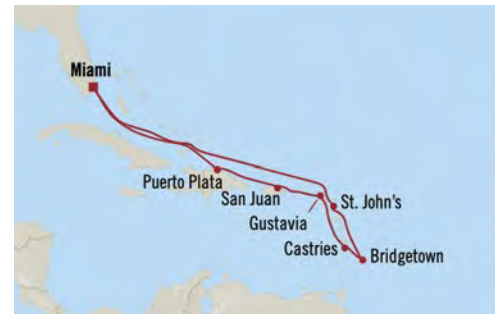 Miami
Puerto Plata
San Juan
Gustavia
St. John's
Castries
Bridgetown